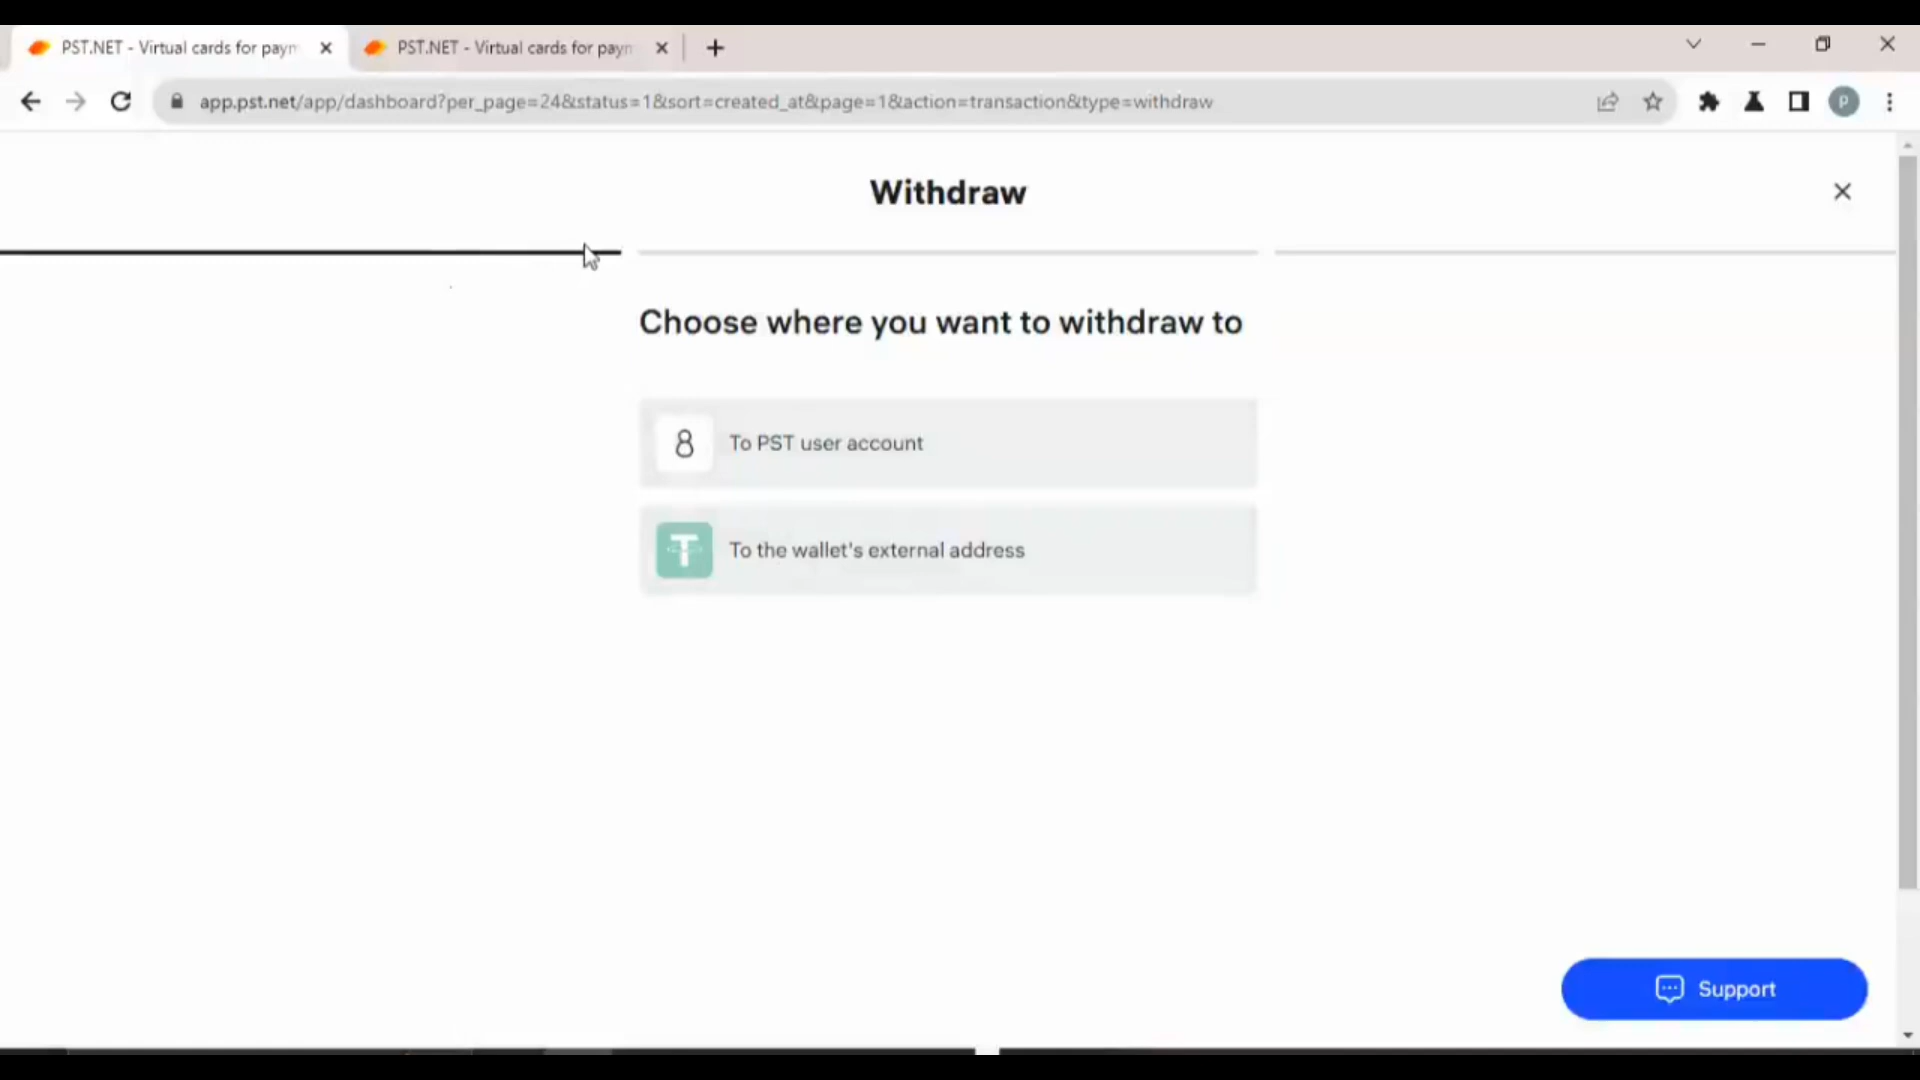 PST.NET - Virtual cards for paym
PST.NET - Virtual cards for paym
app.pst.net/app/dashboard?per_page=24&status=1&sort=created_at&page=1&action=transaction&type=withdraw
P
Withdraw
Choose where you want to withdraw to
To PST user account
To the wallet's external address
Support